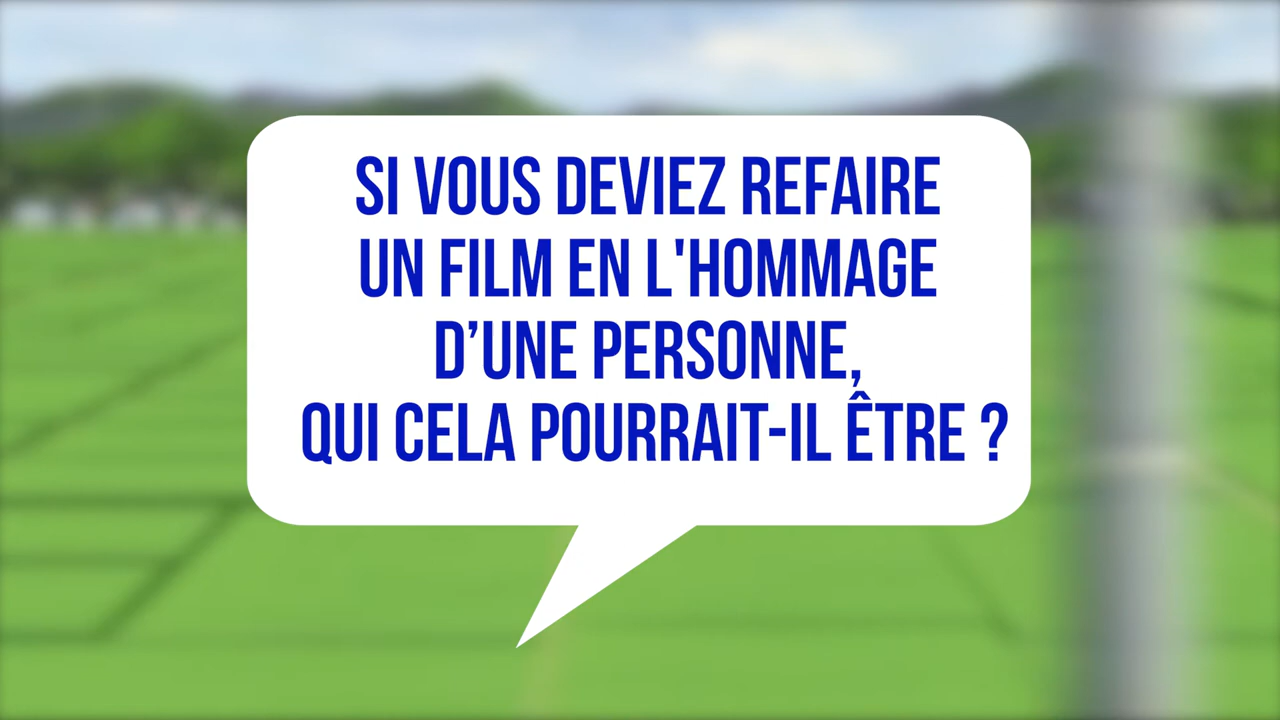 SI VOUS DEVIEZ REFAIRE
UN FILM EN L'HOMMAGE
D’UNE PERSONNE,
QUI CELA POURRAIT-IL ÊTRE ?